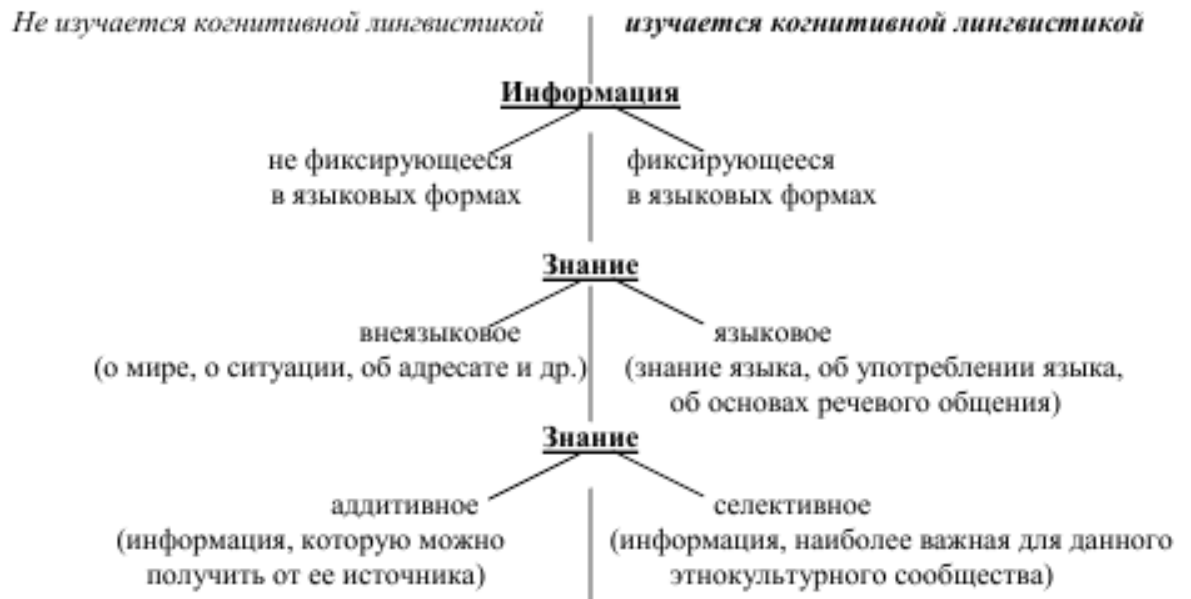 Не изучается когнитивной лингвистикой изучается когнитивной лингвистикой
Информация
не фиксирующееся фиксирующееся
в языковых формах в языковых формах
Знание
внеязыковое языковое
(о мире, о ситуации, об адресате и др.) (знание языка, об употреблении языка,
об основах речевого общения)
Знание
аддитивное селективное
(информация, которую можно (информация, наиболее важная для данного
получить от ее источника) этнокультурного сообщества)